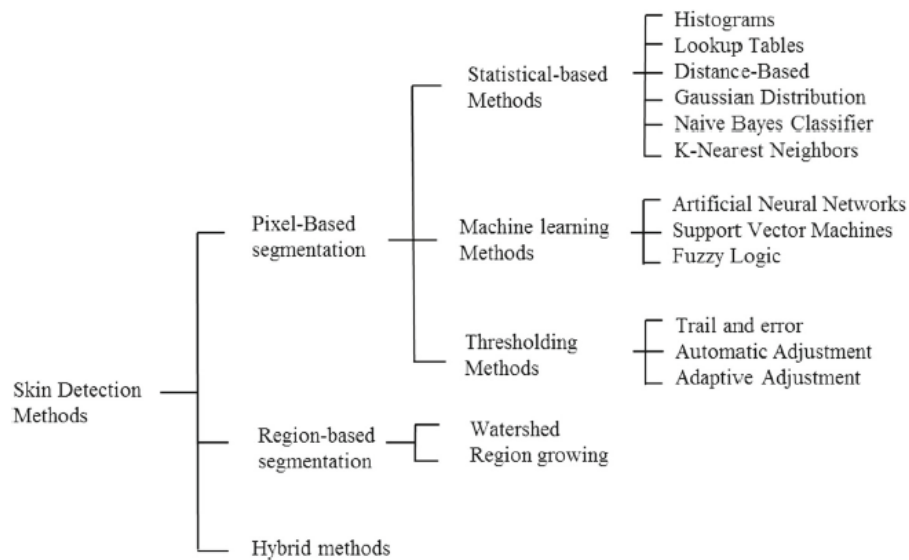 Histograms
Lookup Tables
Distance-Based
Gaussian Distribution
Naive Bayes Classifier
K-Nearest Neighbors
Statistical-based
Methods
Artificial Neural Networks
Support Vector Machines
Fuzzy Logic
Machine learning
Methods
Pixel-Based
segmentation
Trail and error
Automatic Adjustment
Adaptive Adjustment
Thresholding
Methods
Skin Detection
Methods
Region-based
segmentation
Watershed
Region growing
Hybrid methods